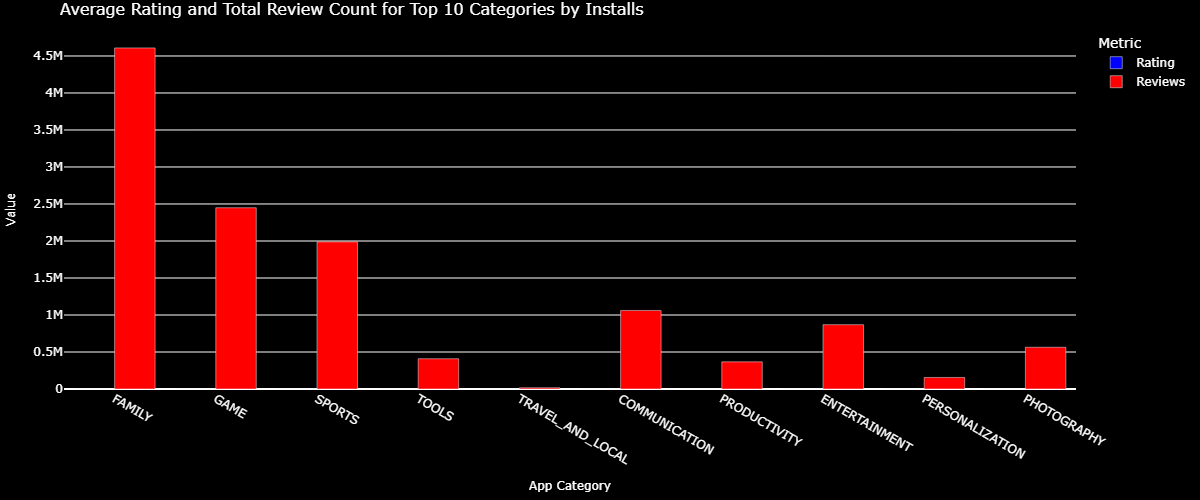 Average Rating and Total Review Count for Top 10 Categories by Installs
Metric
Rating
Reviews
Value
4.5M
4M
3.5M
3M
2.5M
2M
1.5M
1M
0.5M
0
FAMILY
GAME
SPORTS
TOOLS
TRAVEL_AND_LOCAL
COMMUNICATION
PRODUCTIVITY
ENTERTAINMENT
PERSONALIZATION
PHOTOGRAPHY
App Category